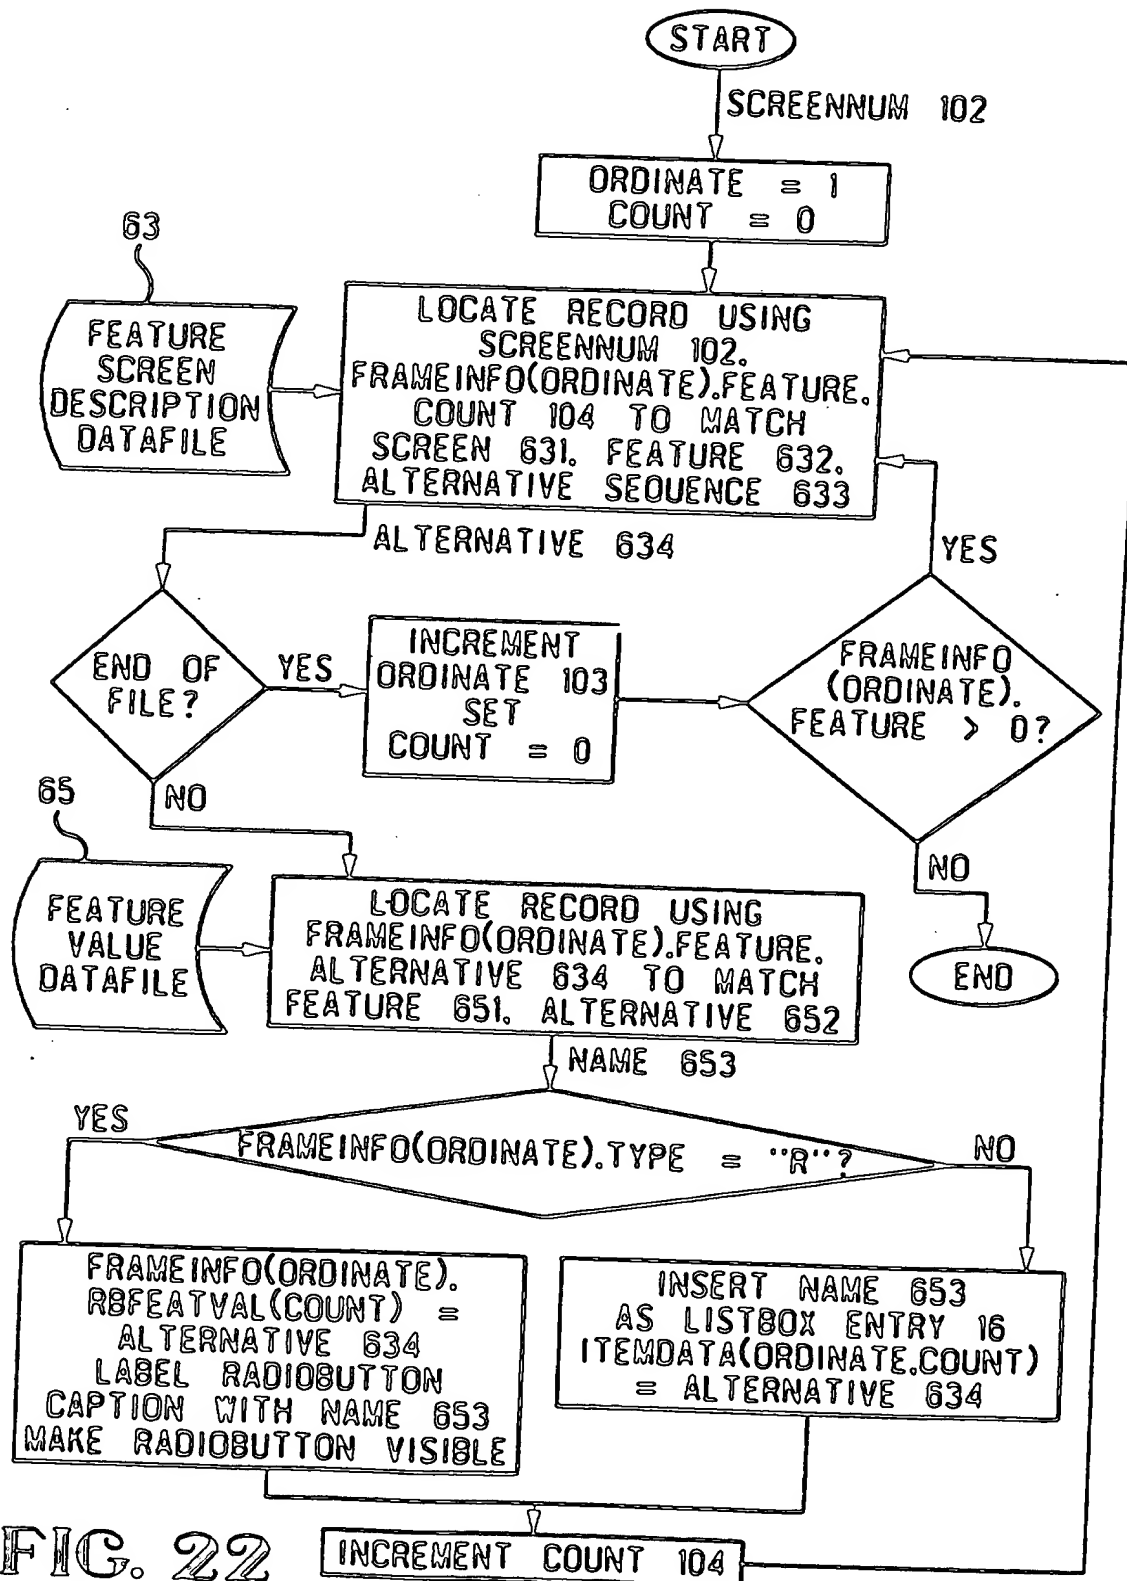 START
SCREENNUM 102
ORDINATE = 1
COUNT = 0
63
FEATURE
SCREEN
DESCRIPTION
DATAFILE
LOCATE RECORD USING
SCREENNUM 102.
FRAMEINFO(ORDINATE).FEATURE.
COUNT 104 TO MATCH
SCREEN 631. FEATURE 632.
ALTERNATIVE SEQUENCE 633
ALTERNATIVE 634
YES
END OF
FILE?
YES
INCREMENT
ORDINATE 103
SET
COUNT = 0
FRAMEINFO
(ORDINATE).
FEATURE > 0?
NO
NO
END
65
FEATURE
VALUE
DATAFILE
LOCATE RECORD USING
FRAMEINFO(ORDINATE).FEATURE.
ALTERNATIVE 634 TO MATCH
FEATURE 651. ALTERNATIVE 652
NAME 653
YES
FRAMEINFO(ORDINATE).TYPE = "R"?
NO
FRAMEINFO(ORDINATE).
RBFEATVAL(COUNT) =
ALTERNATIVE 634
LABEL RADIOBUTTON
CAPTION WITH NAME 653
MAKE RADIOBUTTON VISIBLE
INSERT NAME 653
AS LISTBOX ENTRY 16
ITEMDATA(ORDINATE.COUNT)
= ALTERNATIVE 634
INCREMENT COUNT 104
FIG. 22